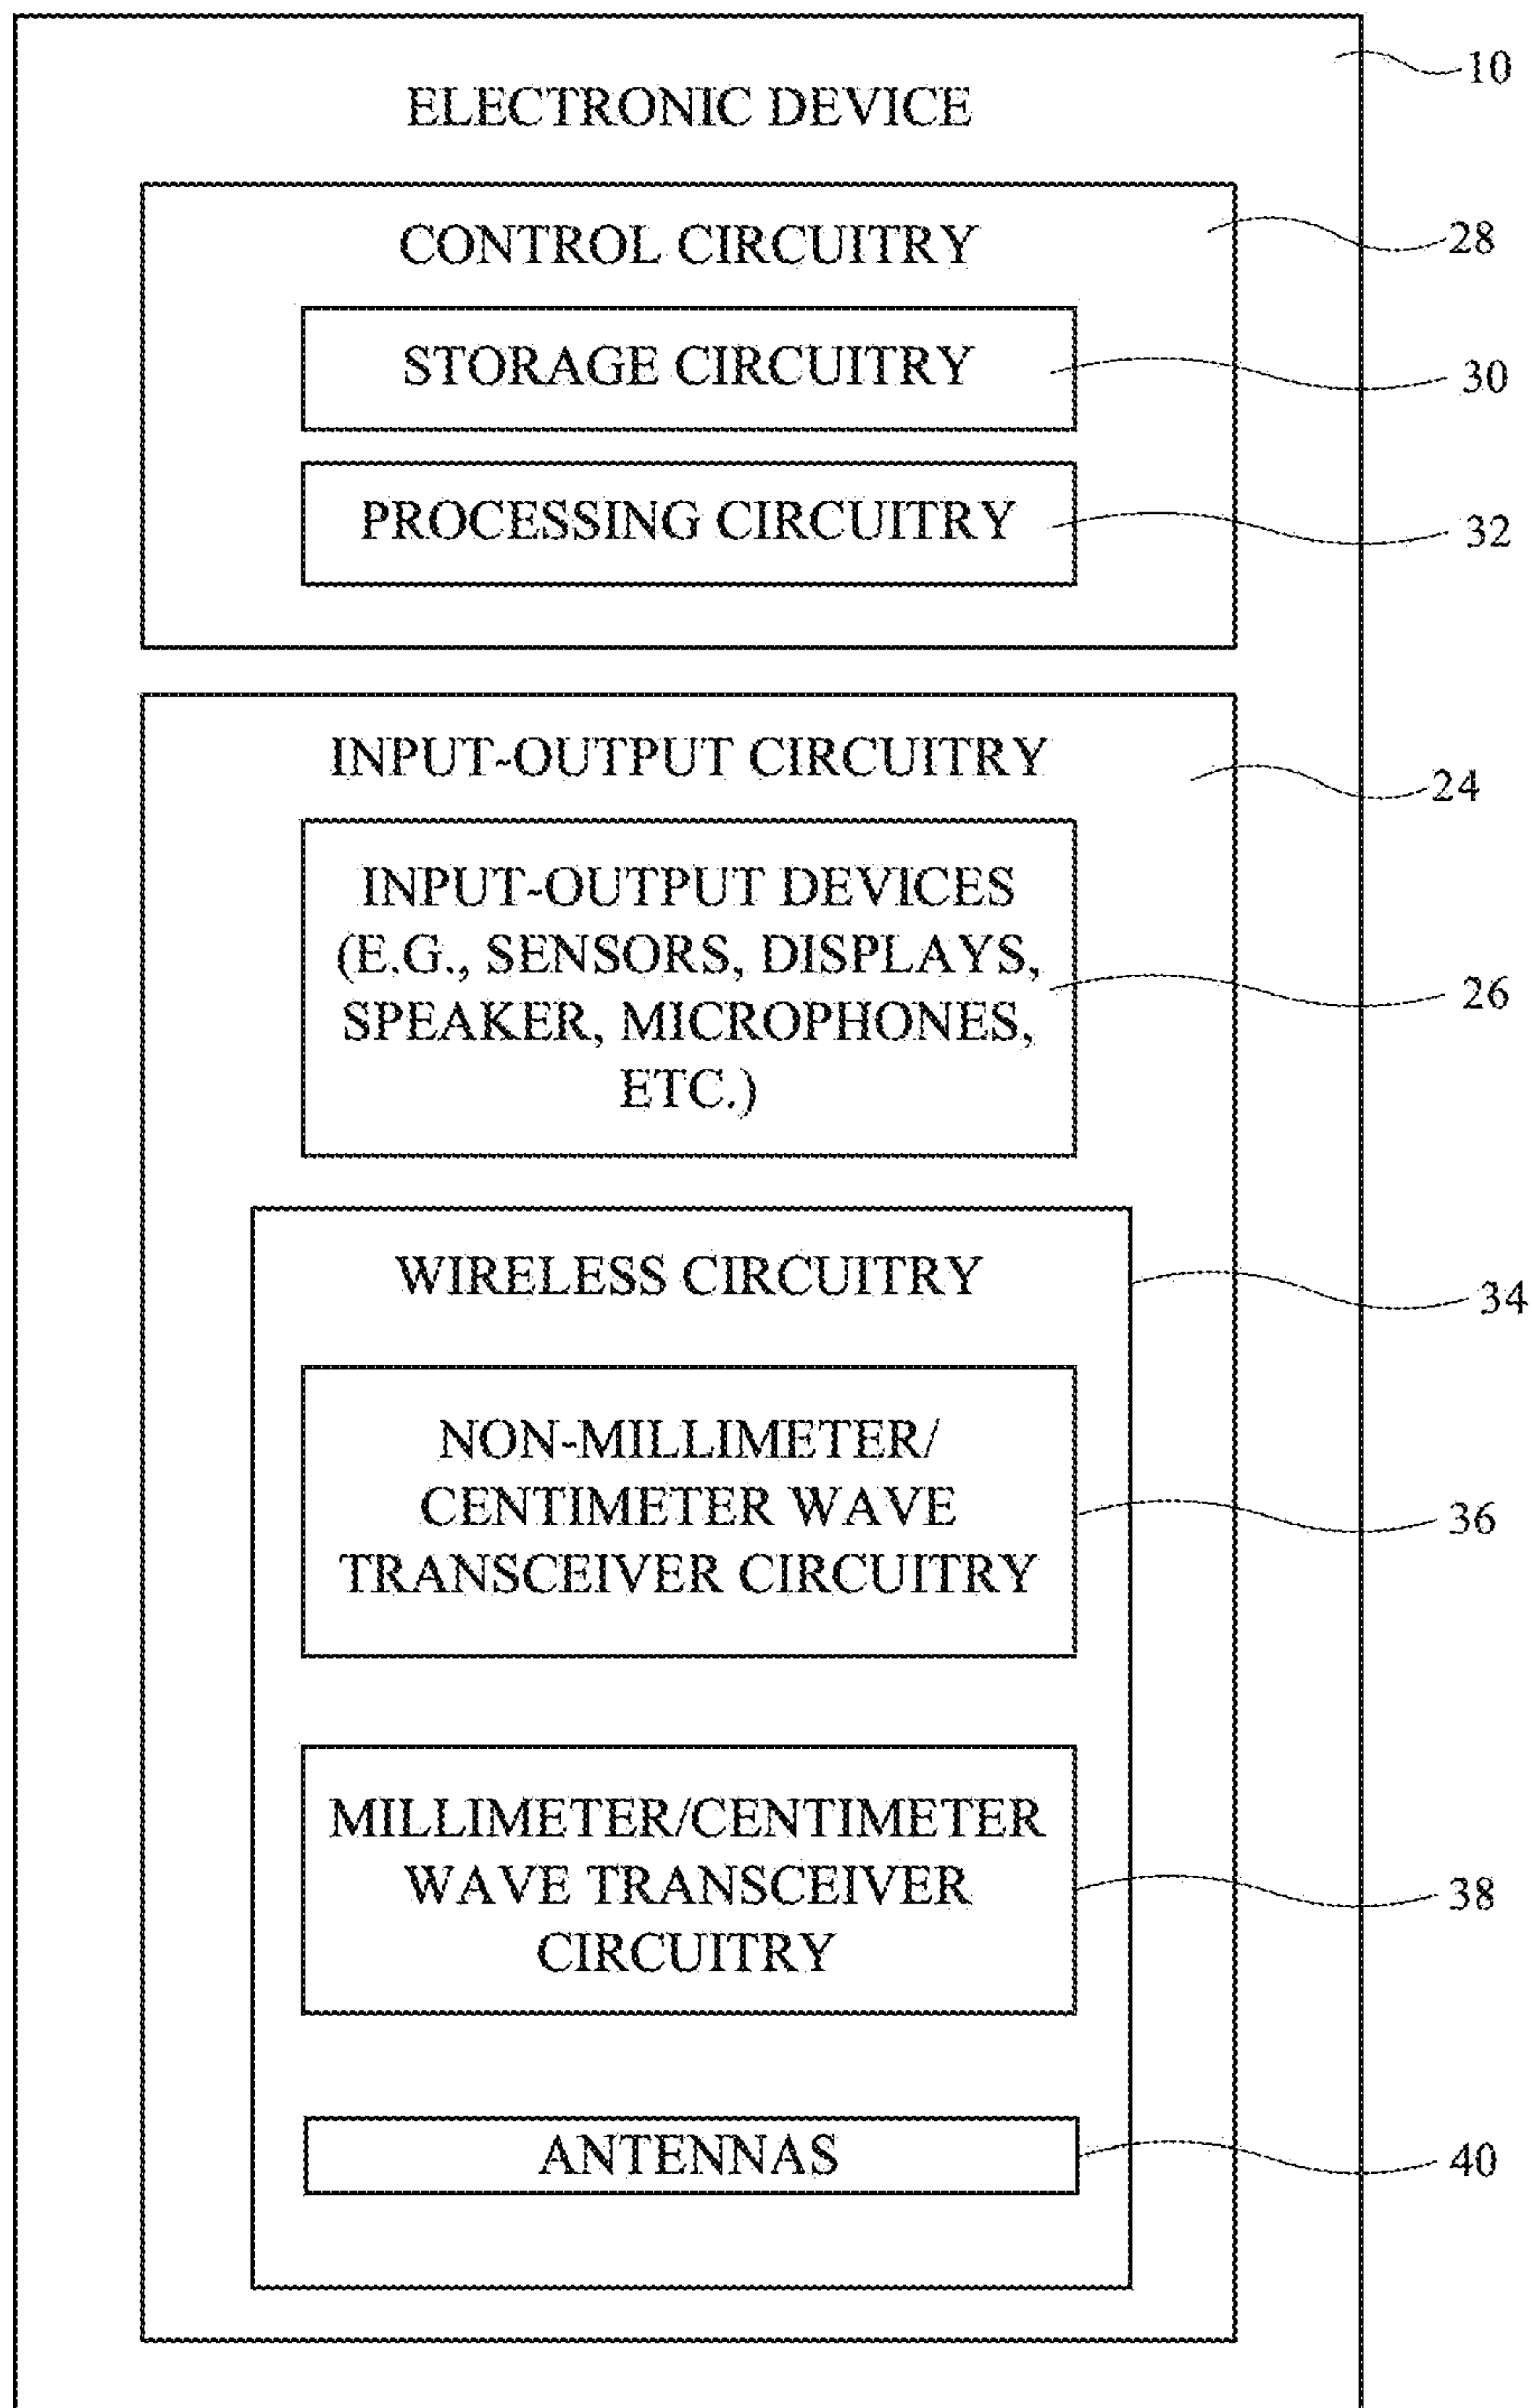 10
ELECTRONIC DEVICE
CONTROL CIRCUITRY
28
STORAGE CIRCUITRY
30
PROCESSING CIRCUITRY
32
INPUT-OUTPUT CIRCUITRY
24
INPUT-OUTPUT DEVICES
(E.G., SENSORS, DISPLAYS,
SPEAKER, MICROPHONES,
ETC.)
26
WIRELESS CIRCUITRY
34
NON-MILLIMETER/
CENTIMETER WAVE
TRANSCEIVER CIRCUITRY
36
MILLIMETER/CENTIMETER
WAVE TRANSCEIVER
CIRCUITRY
38
ANTENNAS
40